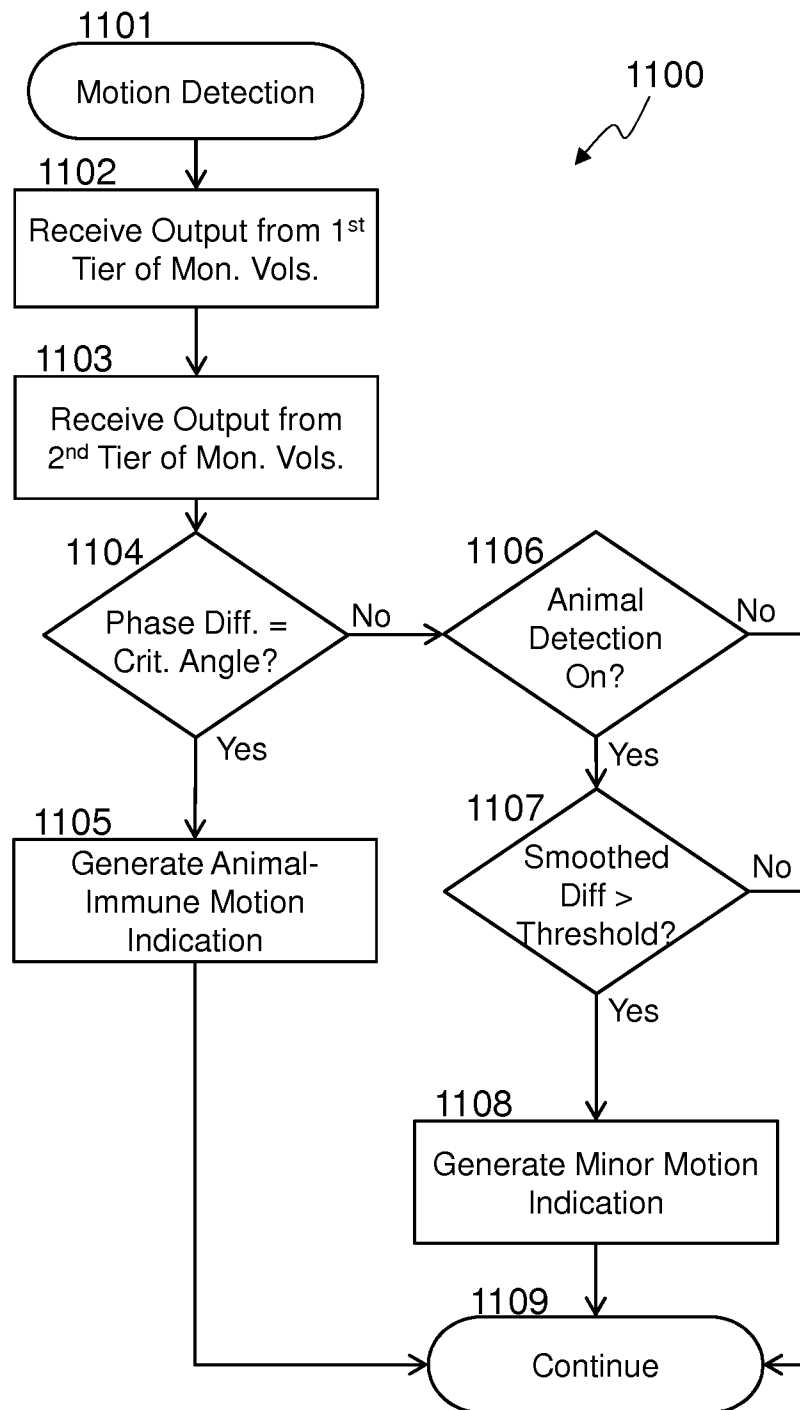 1101
Motion Detection
1100
1102
Receive Output from 1st
Tier of Mon. Vols.
1103
Receive Output from
2nd Tier of Mon. Vols.
1104
Phase Diff. =
Crit. Angle?
No
Yes
1106
Animal
Detection
On?
No
Yes
1105
Generate Animal-
Immune Motion
Indication
1107
Smoothed
Diff >
Threshold?
No
Yes
1108
Generate Minor Motion
Indication
1109
Continue